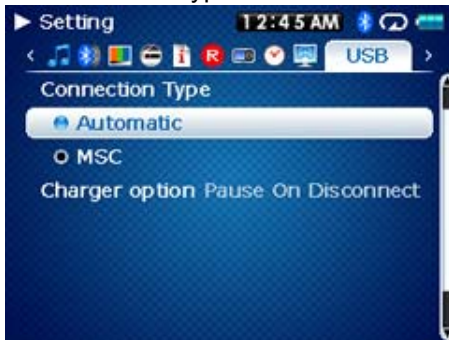 Setting 12:45 AM
USB
Connection Type
Automatic
MSC
Charger option Pause On Disconnect